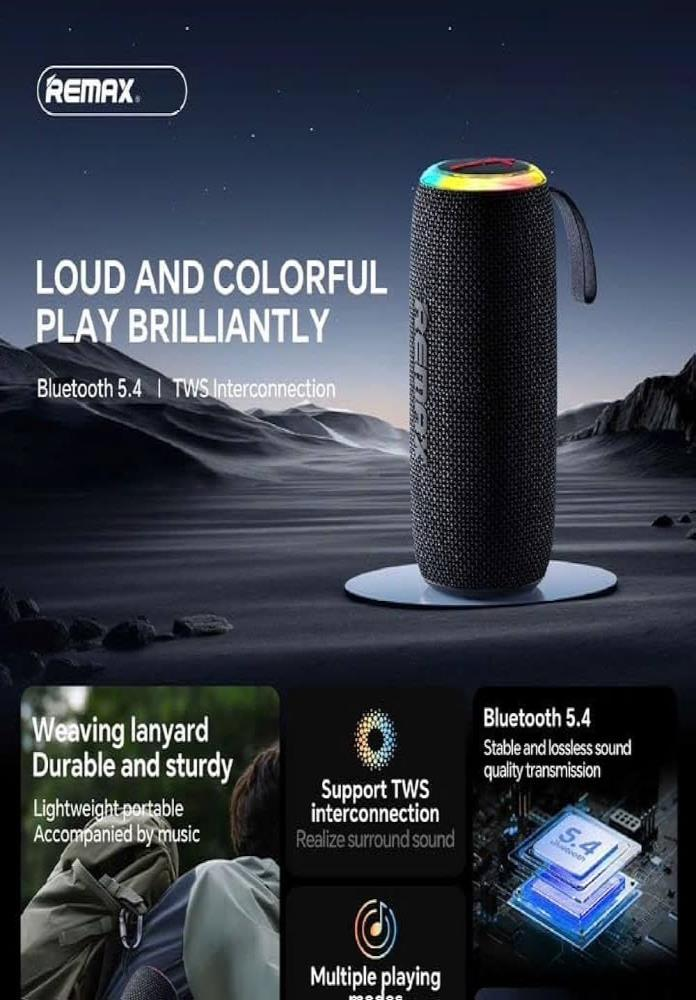 REMAX
LOUD AND COLORFUL
PLAY BRILLIANTLY
Bluetooth 5.4 | TWS Interconnection
REMAX
Weaving lanyard
Durable and sturdy
Lightweight portable
Accompanied by music
Support TWS
interconnection
Realize surround sound
Multiple playing
modes
Bluetooth 5.4
Stable and lossless sound
quality transmission
5.4
Bluetooth